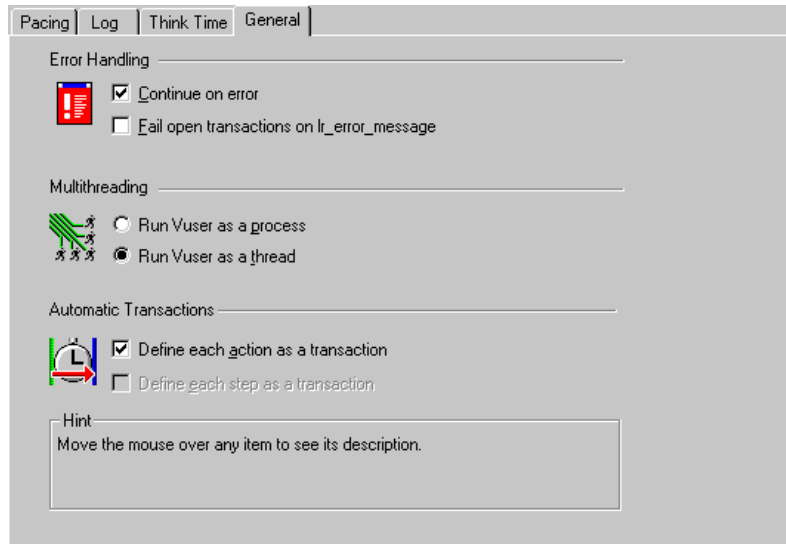 Pacing Log Think Time General
Error Handling
Continue on error
Fail open transactions on lr_error_message
Multithreading
Run Vuser as a process
Run Vuser as a thread
Automatic Transactions
Define each action as a transaction
Define each step as a transaction
Hint
Move the mouse over any item to see its description.